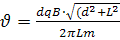 ϑ = (dqB·√(d² + L²)/(2πLm)